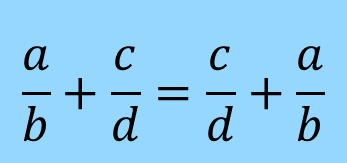 a/b + c/d = c/d + a/b